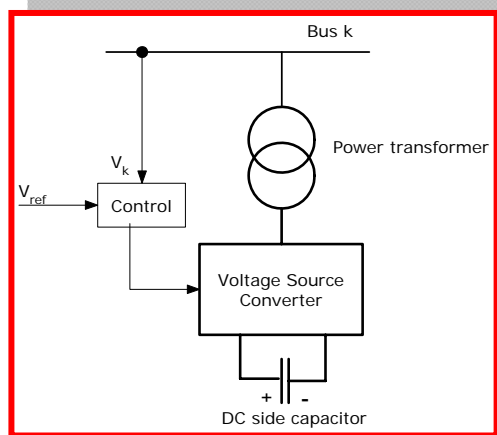 Bus k
Power transformer
V_k
V_ref
Control
Voltage Source
Converter
+ -
DC side capacitor